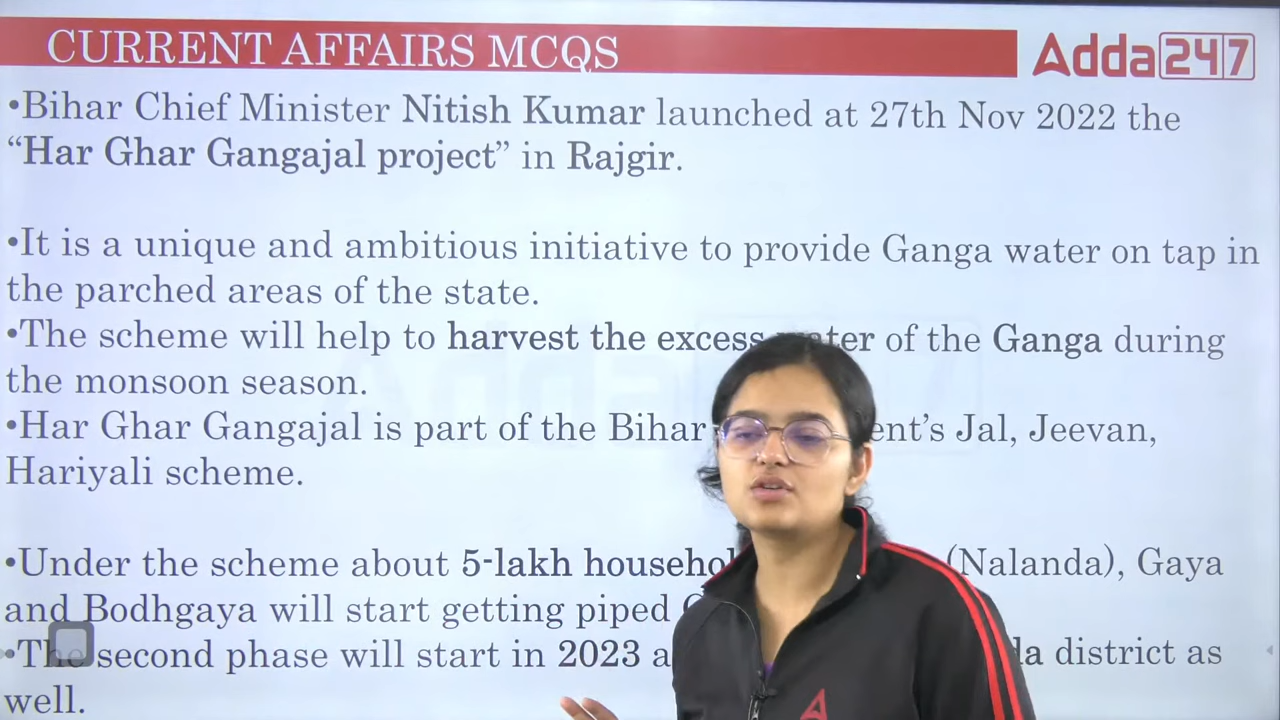 CURRENT AFFAIRS MCQS
Adda247
•Bihar Chief Minister Nitish Kumar launched at 27th Nov 2022 the
“Har Ghar Gangajal project” in Rajgir.
•It is a unique and ambitious initiative to provide Ganga water on tap in
the parched areas of the state.
•The scheme will help to harvest the excess water of the Ganga during
the monsoon season.
•Har Ghar Gangajal is part of the Bihar ent’s Jal, Jeevan,
Hariyali scheme.
•Under the scheme about 5-lakh househo (Nalanda), Gaya
and Bodhgaya will start getting piped
•The second phase will start in 2023 a da district as
well.